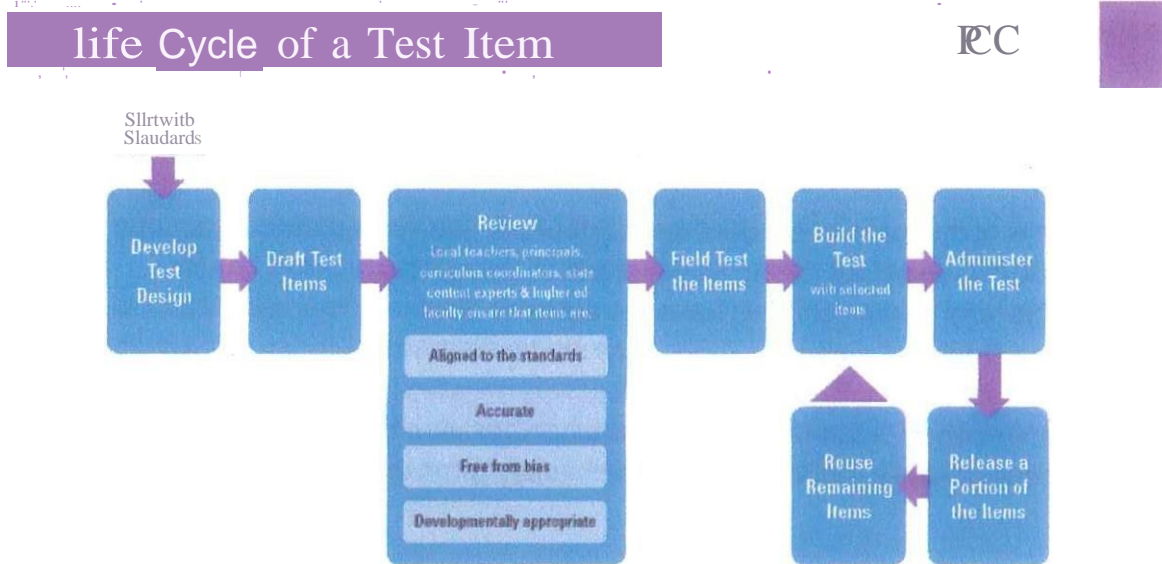 life Cycle of a Test Item
PCC
Sllrtwitb
Slaudards
Develop
Test
Design
Draft Test
Items
Review
Local teachers, principals,
curriculum coordinators, state
content experts & higher ed
faculty ensure that items are:
Aligned to the standards
Accurate
Free from bias
Developmentally appropriate
Field Test
the Items
Build the
Test
with selected
items
Administer
the Test
Reuse
Remaining
Items
Release a
Portion of
the Items